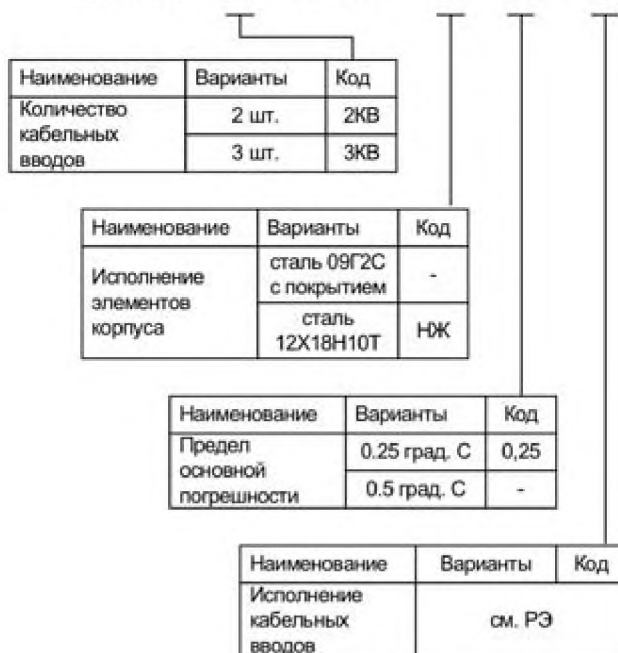 Наименование Варианты Код
Количество
кабельных
вводов
2 шт. 2КВ
3 шт. 3КВ
Наименование Варианты Код
Исполнение
элементов
корпуса
сталь 09Г2С
с покрытием
-
сталь
12Х18Н10Т
НЖ
Наименование Варианты Код
Предел
основной
погрешности
0.25 град. С 0,25
0.5 град. С -
Наименование Варианты Код
Исполнение
кабельных
вводов
см. РЭ